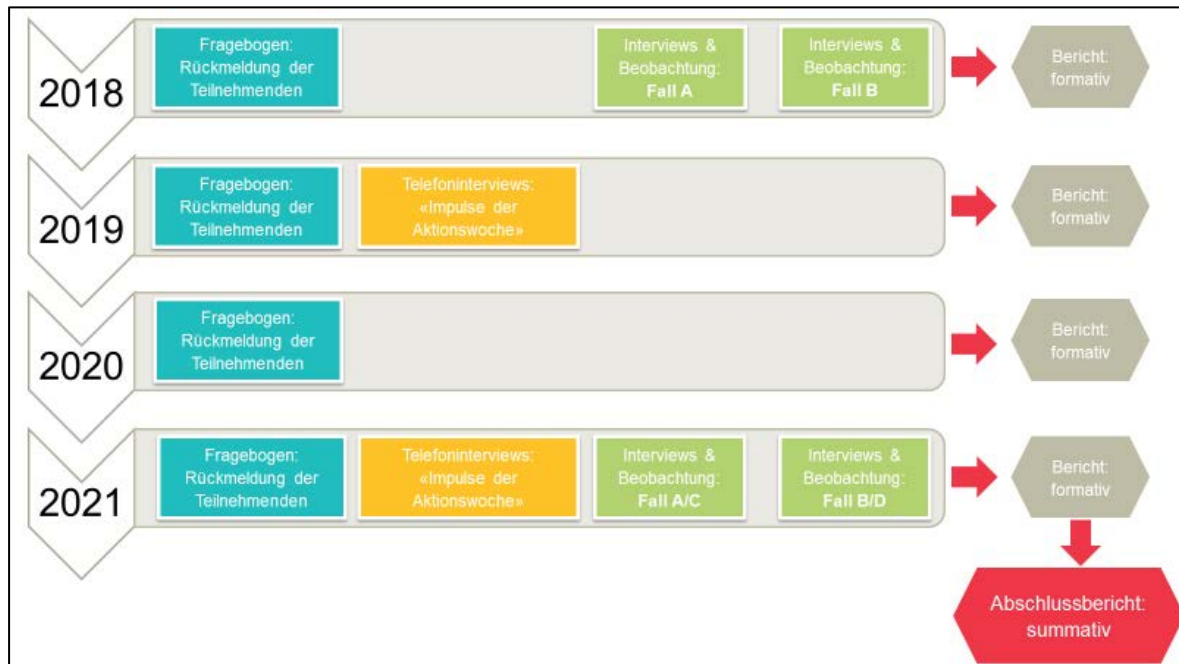 2018
Fragebogen:
Rückmeldung der
Teilnehmenden
Interviews &
Beobachtung:
Fall A
Interviews &
Beobachtung:
Fall B
Bericht:
formativ
2019
Fragebogen:
Rückmeldung der
Teilnehmenden
Telefoninterviews:
«Impulse der
Aktionswoche»
Bericht:
formativ
2020
Fragebogen:
Rückmeldung der
Teilnehmenden
Bericht:
formativ
2021
Fragebogen:
Rückmeldung der
Teilnehmenden
Telefoninterviews:
«Impulse der
Aktionswoche»
Interviews &
Beobachtung:
Fall A/C
Interviews &
Beobachtung:
Fall B/D
Bericht:
formativ
Abschlussbericht:
summativ